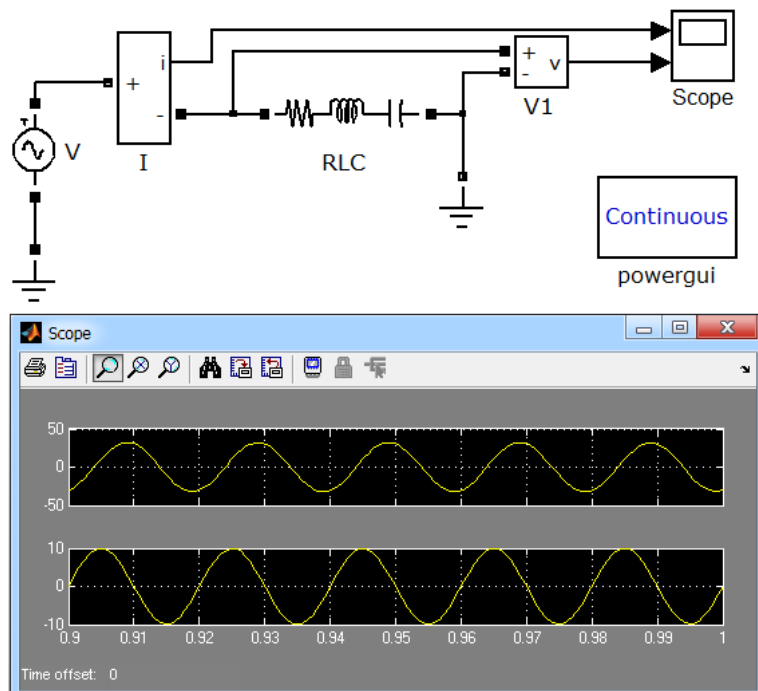 i
+
-
V
I
RLC
+
-
v
V1
Scope
Continuous
powergui
Scope
50
0
-50
10
0
-10
0.9 0.91 0.92 0.93 0.94 0.95 0.96 0.97 0.98 0.99 1
Time offset: 0